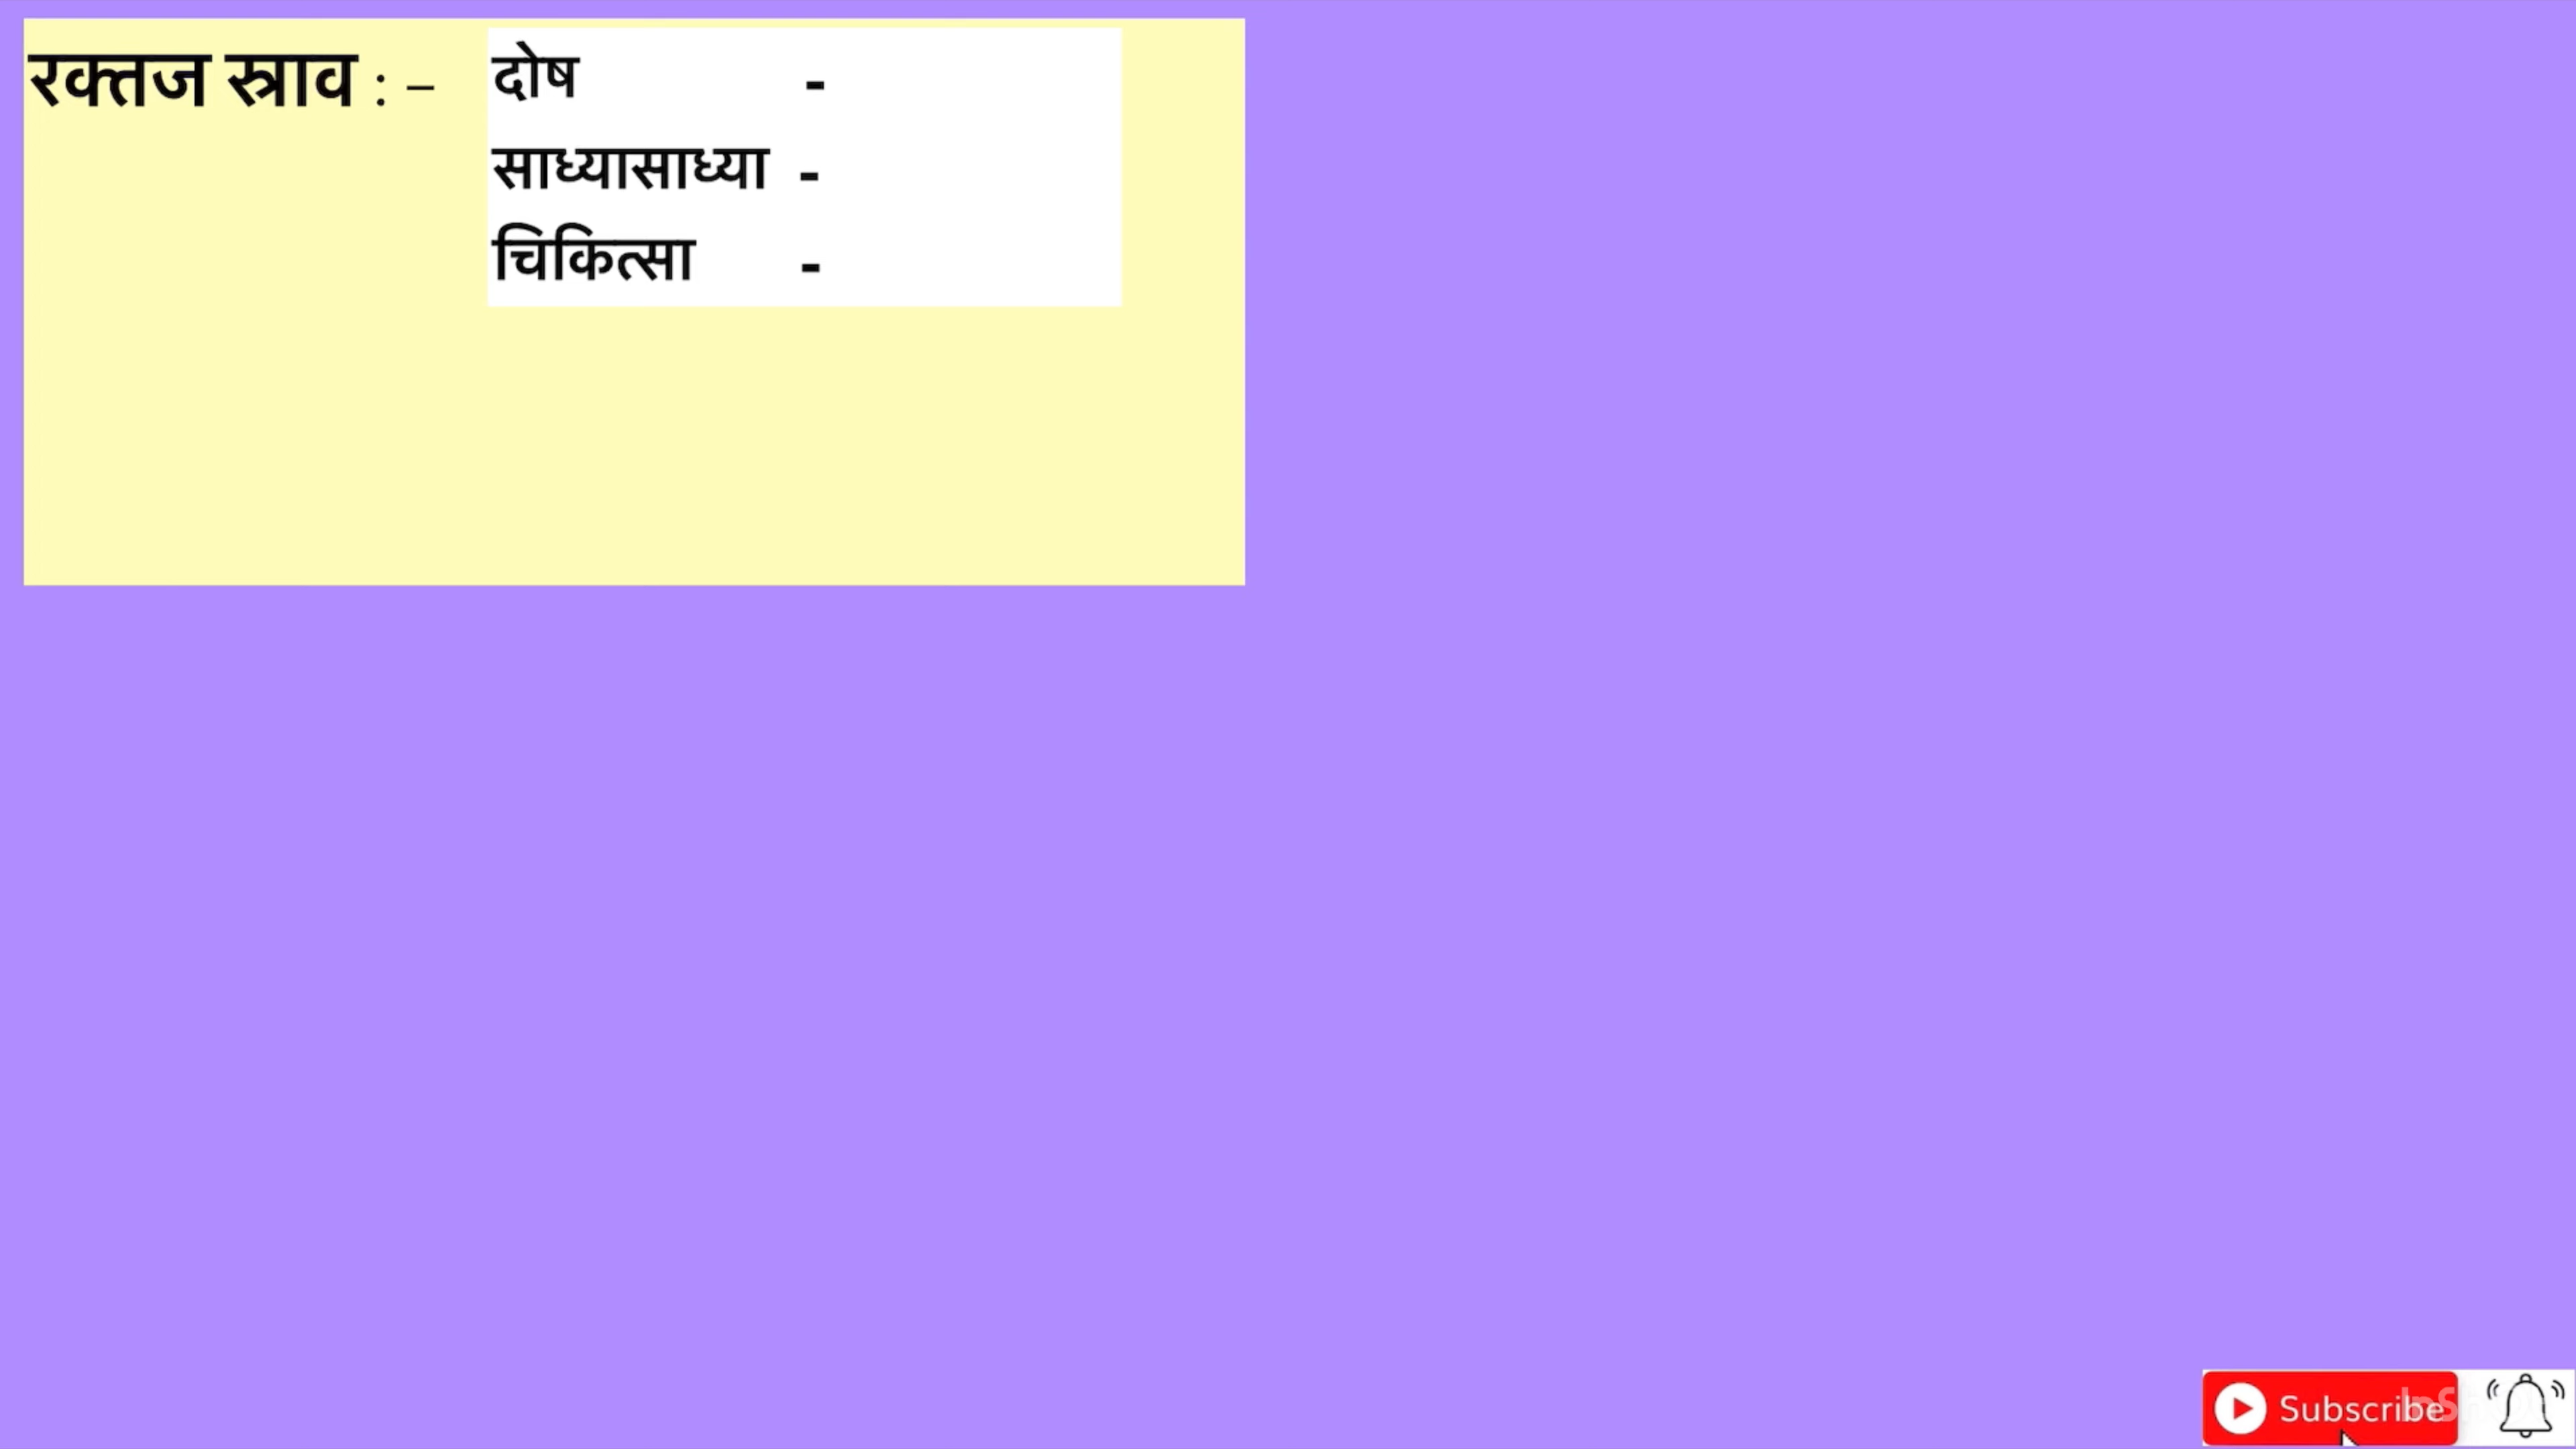 रक्तज स्राव : –
दोष -
साध्यासाध्या -
चिकित्सा -
Subscribe